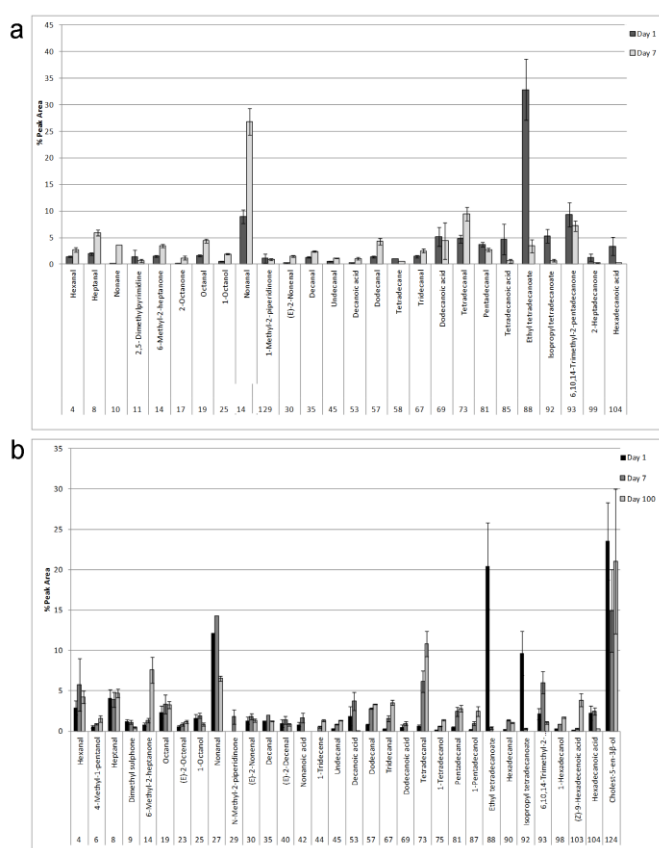 a
45
40
35
30
25
20
15
10
5
0
% Peak Area
Day 1
Day 7
Hexanal
Heptanal
Nonane
2,5- Dimethylpyrimidine
6-Methyl-2-heptanone
2-Octanone
Octanal
1-Octanol
Nonanal
1-Methyl-2-piperidinone
(E)-2-Nonenal
Decanal
Undecanal
Decanoic acid
Dodecanal
Tetradecane
Tridecanal
Dodecanoic acid
Tetradecanal
Pentadecanal
Tetradecanoic acid
Ethyl tetradecanoate
Isopropyl tetradecanoate
6,10,14-Trimethyl-2-pentadecanone
2-Heptadecanone
Hexadecanoic acid
4 8 10 11 14 17 19 25 14 129 30 35 45 53 57 58 67 69 73 81 85 88 92 93 99 104
b
35
30
25
20
15
10
5
0
% Peak Area
Day 1
Day 7
Day 100
Hexanal
4-Methyl-1-pentanol
Heptanal
Dimethyl sulphone
6-Methyl-2-heptanone
Octanal
(E)-2-Octenal
1-Octanol
Nonanal
N-Methyl-2-piperidinone
(E)-2-Nonenal
Decanal
(E)-2-Decenal
Nonanoic acid
1-Tridecene
Undecanal
Decanoic acid
Dodecanal
Tridecanal
Dodecanoic acid
Tetradecanal
1-Tetradecanol
Pentadecanal
1-Pentadecanol
Ethyl tetradecanoate
Hexadecanal
Isopropyl tetradecanoate
6,10,14-Trimethyl-2-..
1-Hexadecanol
(Z)-9-Hexadecenoic acid
Hexadecanoic acid
Cholest-5-en-3β-ol
4 6 8 9 14 19 23 25 27 29 30 35 40 42 44 45 53 57 67 69 73 75 81 87 88 90 92 93 98 103 104 124